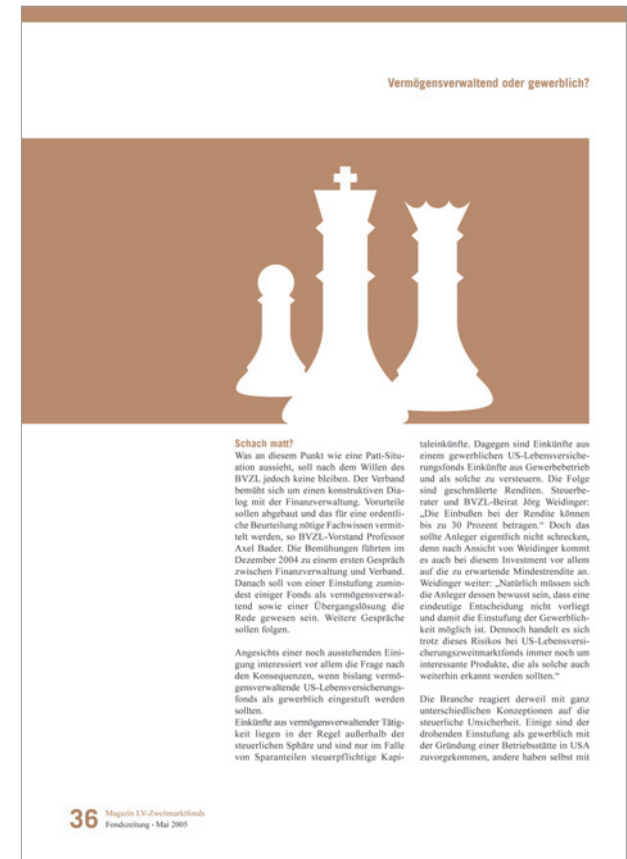 Vermögensverwaltend oder gewerblich?
Schach matt?
Was an diesem Punkt wie eine Patt-Situ-
ation aussieht, soll nach dem Willen des
BVZL jedoch keine bleiben. Der Verband
bemüht sich um einen konstruktiven Dia-
log mit der Finanzverwaltung. Vorurteile
sollen abgebaut und das für eine ordentli-
che Beurteilung nötige Fachwissen vermit-
telt werden, so BVZL-Vorstand Professor
Axel Bader. Die Bemühungen führten im
Dezember 2004 zu einem ersten Gespräch
zwischen Finanzverwaltung und Verband.
Danach soll von einer Einstufung zumin-
dest einiger Fonds als vermögensverwal-
tend sowie einer Übergangslösung die
Rede gewesen sein. Weitere Gespräche
sollen folgen.
Angesichts einer noch ausstehenden Eini-
gung interessiert vor allem die Frage nach
den Konsequenzen, wenn bislang vermö-
gensverwaltende US-Lebensversicherungs-
fonds als gewerblich eingestuft werden
sollten.
Einkünfte aus vermögensverwaltender Tätig-
keit liegen in der Regel außerhalb der
steuerlichen Sphäre und sind nur im Falle
von Sparanteilen steuerpflichtige Kapi-
taleinkünfte. Dagegen sind Einkünfte aus
einem gewerblichen US-Lebensversiche-
rungsfonds Einkünfte aus Gewerbebetrieb
und als solche zu versteuern. Die Folge
sind geschmälerte Renditen. Steuerbe-
rater und BVZL-Beirat Jörg Weidinger:
„Die Einbußen bei der Rendite können
bis zu 30 Prozent betragen.“ Doch das
sollte Anleger eigentlich nicht schrecken,
denn nach Ansicht von Weidinger kommt
es auch bei diesem Investment vor allem
auf die zu erwartende Mindestrendite an.
Weidinger weiter: „Natürlich müssen sich
die Anleger dessen bewusst sein, dass eine
eindeutige Entscheidung nicht vorliegt
und damit die Einstufung der Gewerblich-
keit möglich ist. Dennoch handelt es sich
trotz dieses Risikos bei US-Lebensversi-
cherungszweitmarktfonds immer noch um
interessante Produkte, die als solche auch
weiterhin erkannt werden sollten.“
Die Branche reagiert derweil mit ganz
unterschiedlichen Konzeptionen auf die
steuerliche Unsicherheit. Einige sind der
drohenden Einstufung als gewerblich mit
der Gründung einer Betriebsstätte in USA
zuvorgekommen, andere haben selbst mit
36 Magazin LV-Zweitmarktfonds
Fondszeitung - Mai 2005